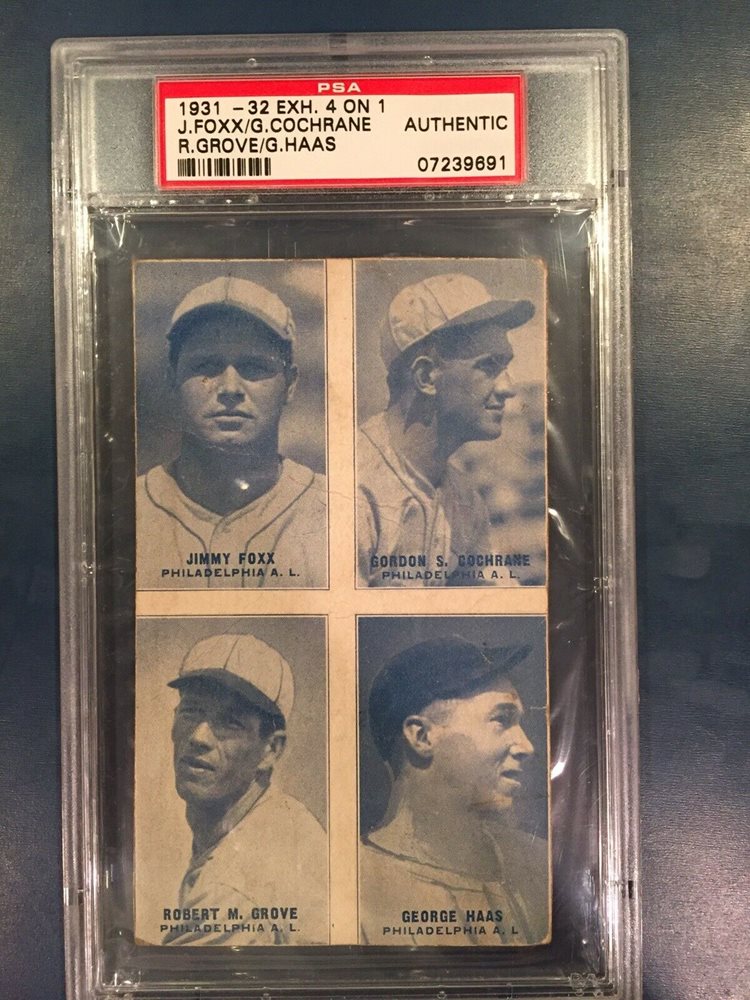 PSA
1931 -32 EXH. 4 ON 1
J.FOXX/G.COCHRANE AUTHENTIC
R.GROVE/G.HAAS
07239691
JIMMY FOXX
PHILADELPHIA A. L.
GORDON S. COCHRANE
PHILADELPHIA A. L.
ROBERT M. GROVE
PHILADELPHIA A. L.
GEORGE HAAS
PHILADELPHIA A. L